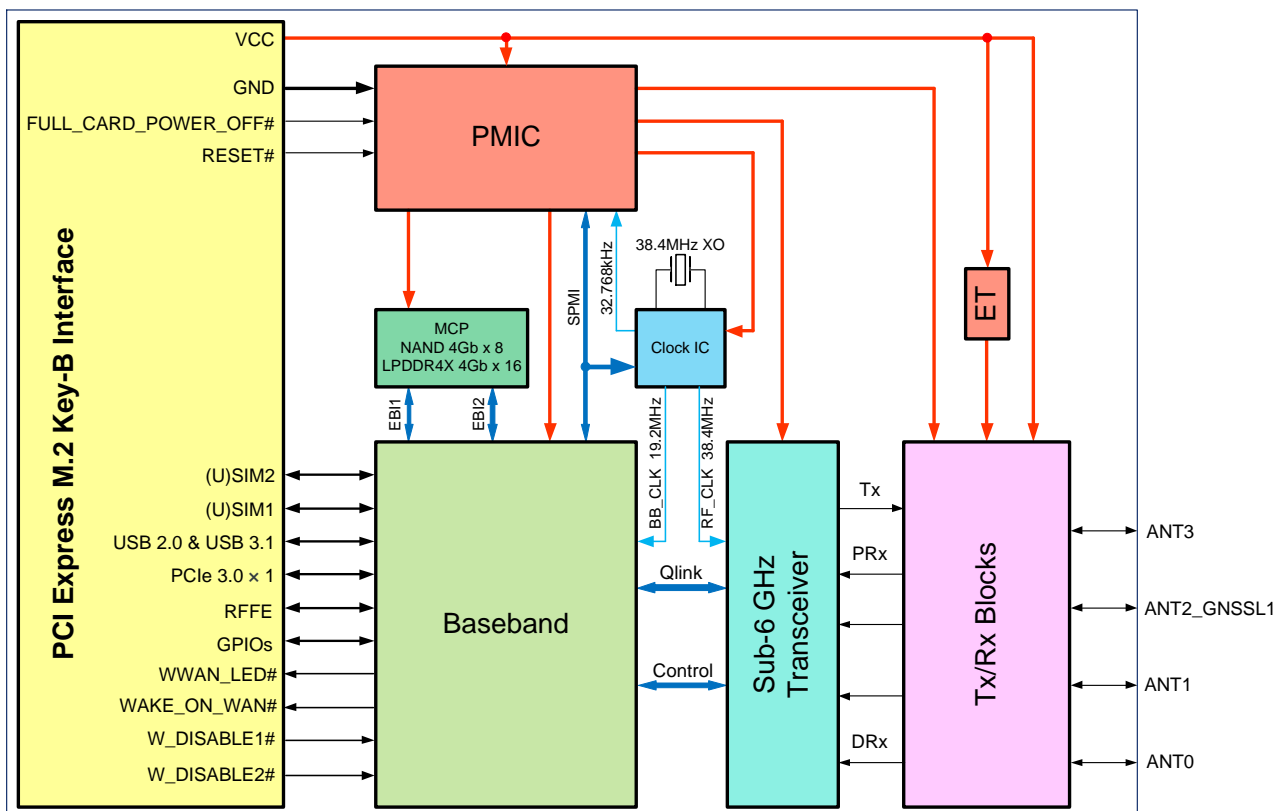 PCI Express M.2 Key-B Interface
VCC
GND
FULL_CARD_POWER_OFF#
RESET#
(U)SIM2
(U)SIM1
USB 2.0 & USB 3.1
PCIe 3.0 × 1
RFFE
GPIOs
WWAN_LED#
WAKE_ON_WAN#
W_DISABLE1#
W_DISABLE2#
PMIC
MCP
NAND 4Gb x 8
LPDDR4X 4Gb x 16
EBI1
EBI2
SPMI
32.768kHz
38.4MHz XO
Clock IC
BB_CLK 19.2MHz
RF_CLK 38.4MHz
Baseband
Qlink
Control
Sub-6 GHz
Transceiver
Tx
PRx
DRx
ET
Tx/Rx Blocks
ANT3
ANT2_GNSSL1
ANT1
ANT0